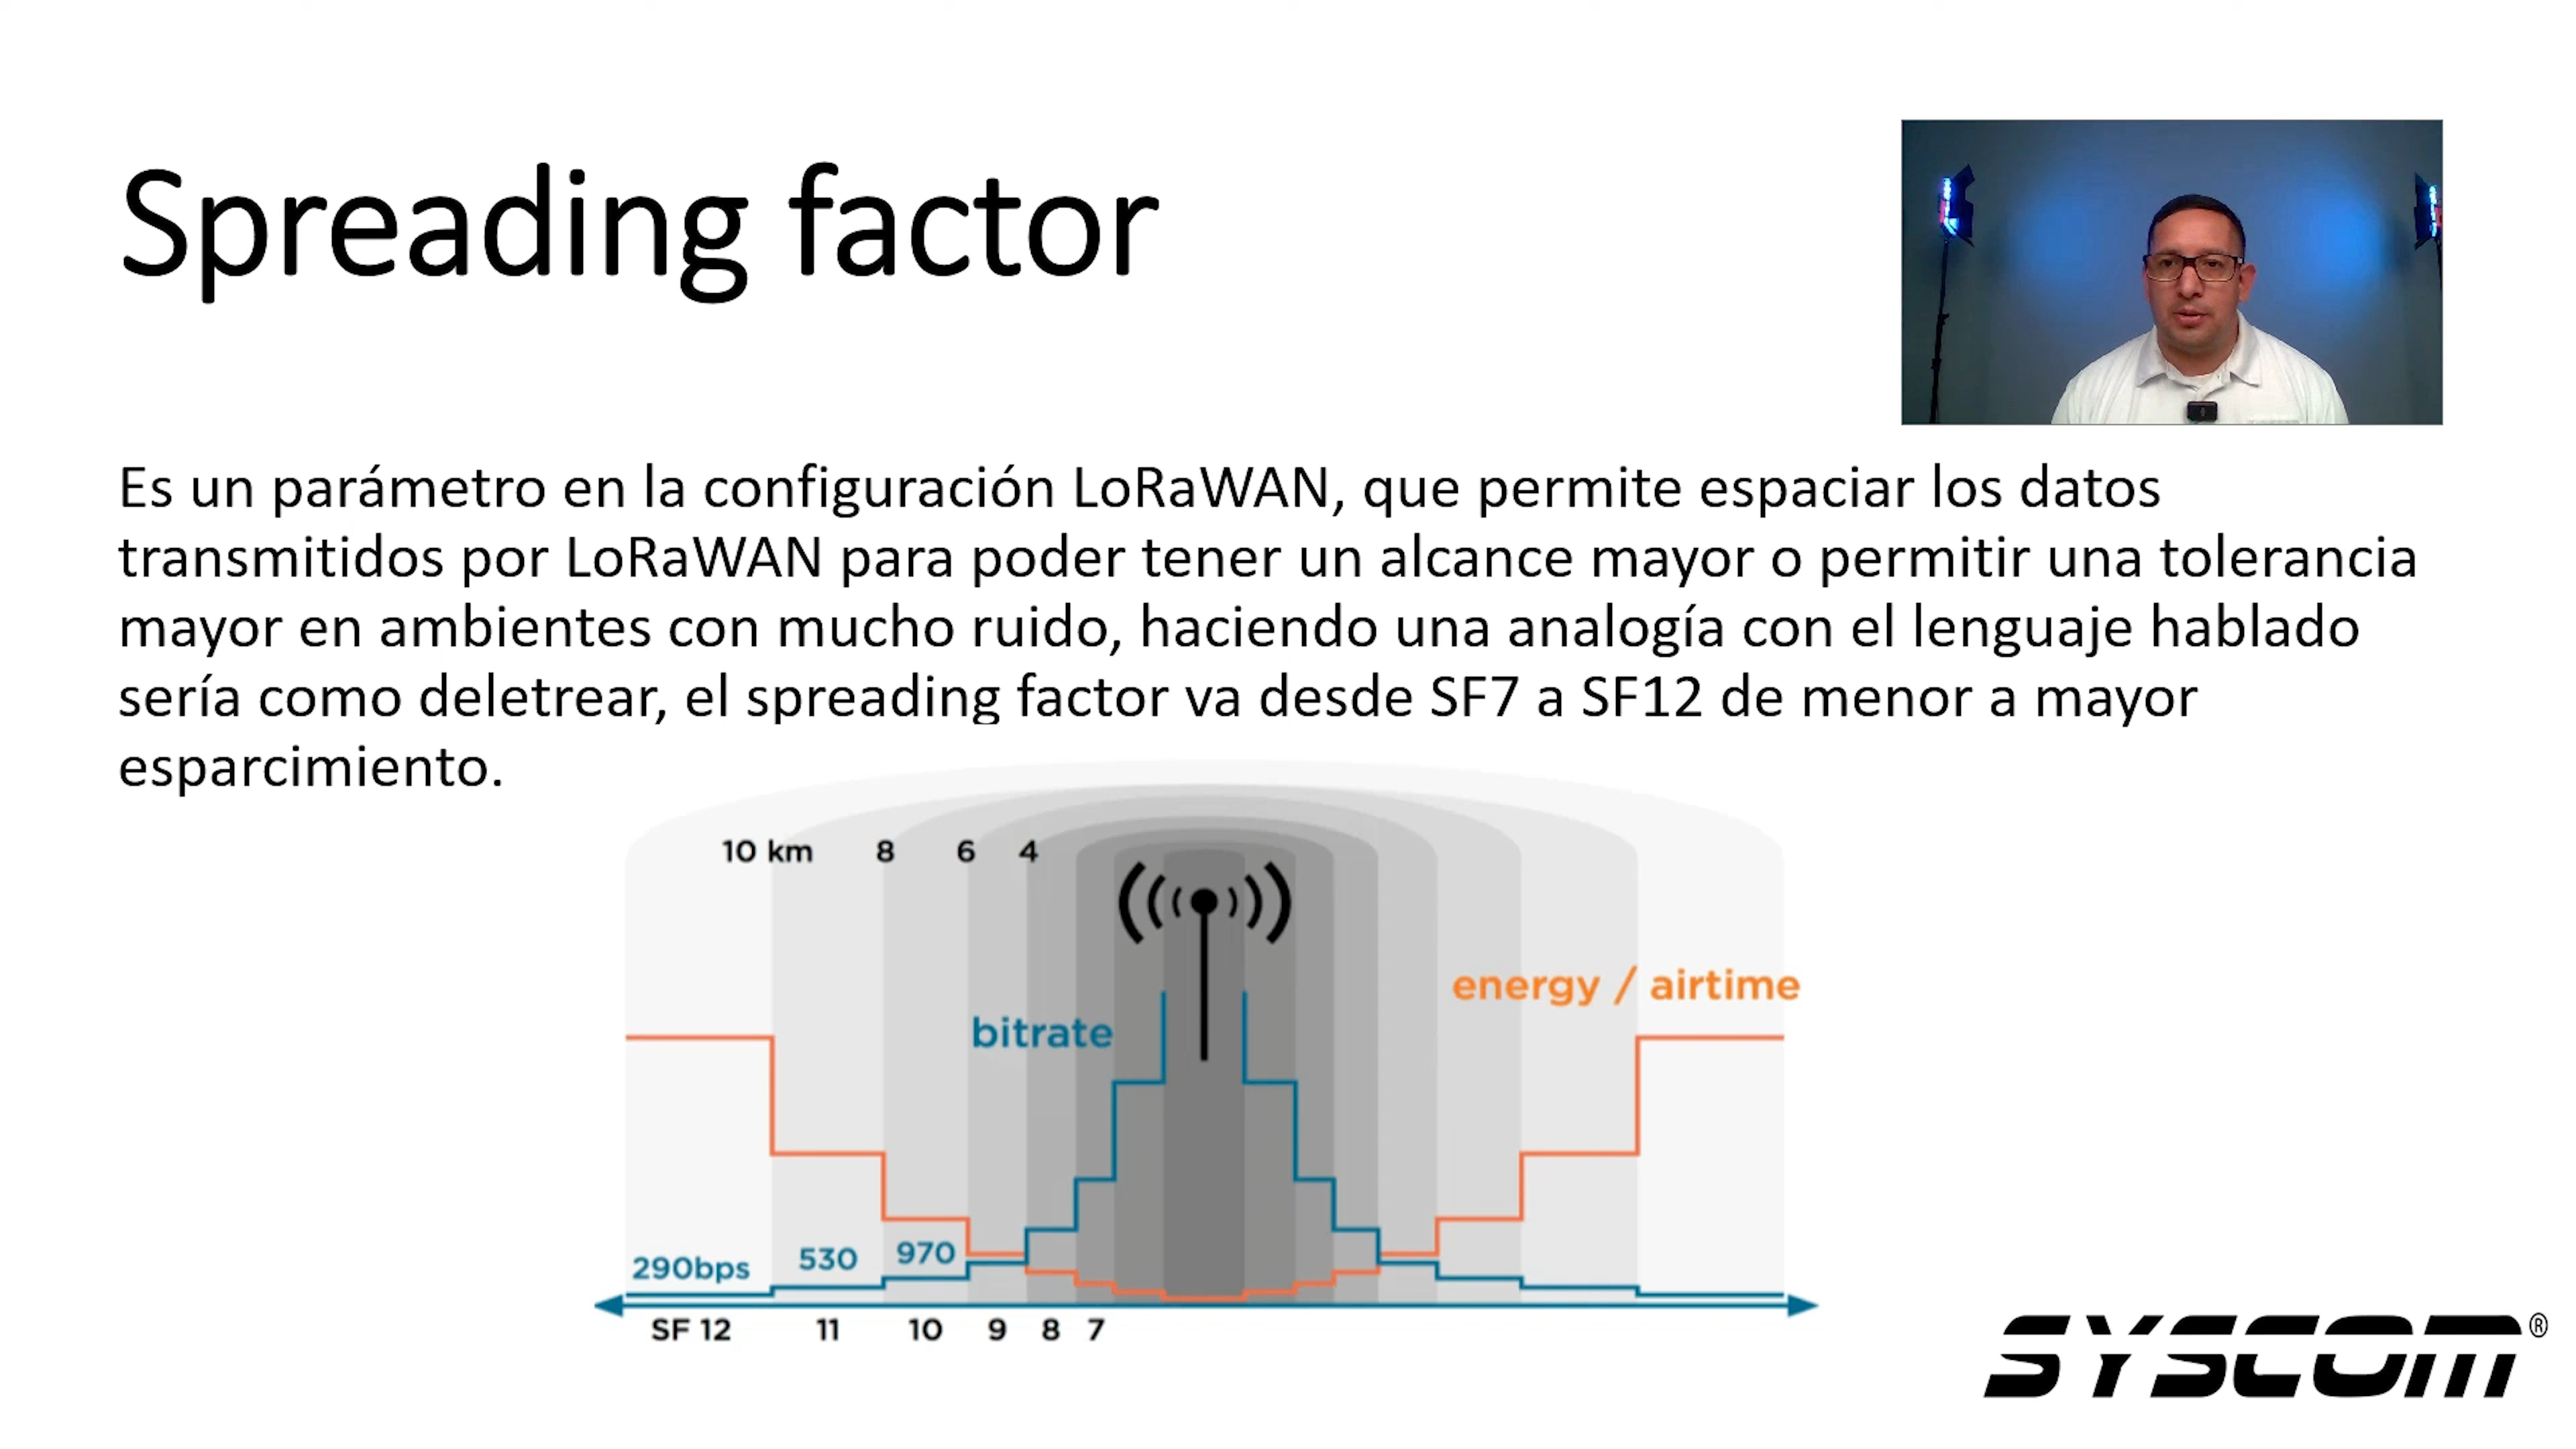 Spreading factor
Es un parámetro en la configuración LoRaWAN, que permite espaciar los datos
transmitidos por LoRaWAN para poder tener un alcance mayor o permitir una tolerancia
mayor en ambientes con mucho ruido, haciendo una analogía con el lenguaje hablado
sería como deletrear, el spreading factor va desde SF7 a SF12 de menor a mayor
esparcimiento.
10 km 8 6 4
energy / airtime
bitrate
290bps 530 970
SF 12 11 10 9 8 7
SYSCOM®